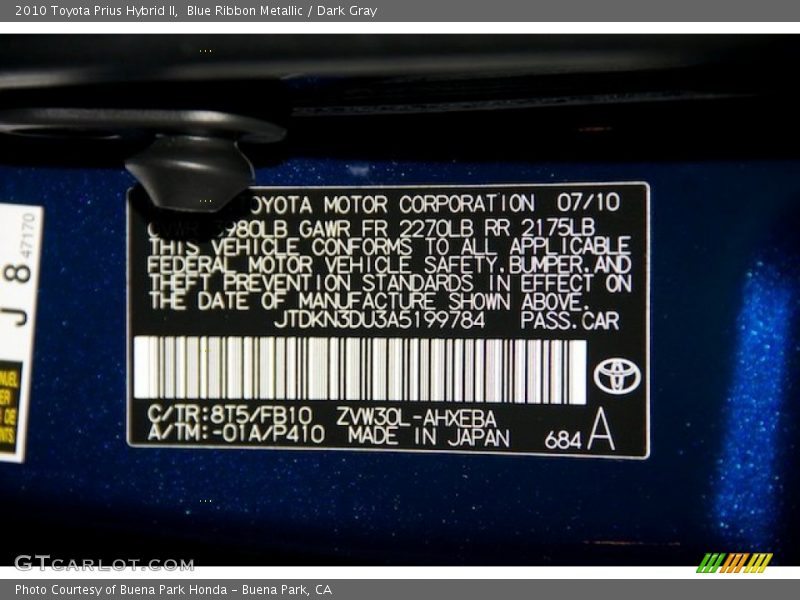 2010 Toyota Prius Hybrid II, Blue Ribbon Metallic / Dark Gray
TOYOTA MOTOR CORPORATION 07/10
GVWR 3980LB GAWR FR 2270LB RR 2175LB
THIS VEHICLE CONFORMS TO ALL APPLICABLE
FEDERAL MOTOR VEHICLE SAFETY,BUMPER,AND
THEFT PREVENTION STANDARDS IN EFFECT ON
THE DATE OF MANUFACTURE SHOWN ABOVE.
JTDKN3DU3A5199784 PASS.CAR
C/TR:8T5/FB10 ZVW30L-AHXEBA
A/TM:-01A/P410 MADE IN JAPAN 684 A
J 8 47170
GTCARLOT.COM
Photo Courtesy of Buena Park Honda - Buena Park, CA